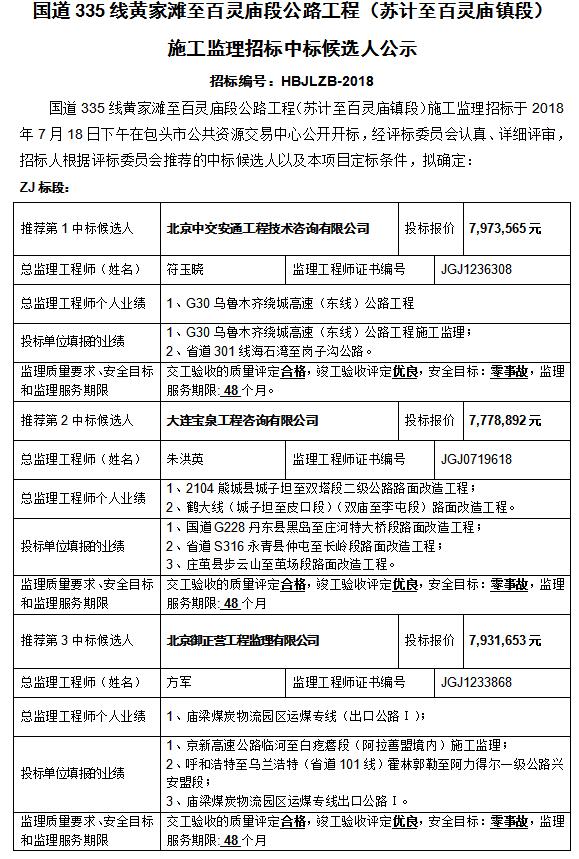 国道 335 线黄家滩至百灵庙段公路工程（苏计至百灵庙镇段）
施工监理招标中标候选人公示
招标编号：HBJLZB-2018
国道 335 线黄家滩至百灵庙段公路工程（苏计至百灵庙镇段）施工监理招标于 2018
年 7 月 18 日下午在包头市公共资源交易中心公开开标，经评标委员会认真、详细评审，
招标人根据评标委员会推荐的中标候选人以及本项目定标条件，拟确定：
ZJ 标段：
推荐第 1 中标候选人 北京中交安通工程技术咨询有限公司 投标报价 7,973,565 元
总监理工程师（姓名） 符玉晓 监理工程师证书编号 JGJ1236308
总监理工程师个人业绩 1、G30 乌鲁木齐绕城高速（东线）公路工程
投标单位填报的业绩 1、G30 乌鲁木齐绕城高速（东线）公路工程施工监理；
2、省道 301 线海石湾至岗子沟公路。
监理质量要求、安全目标和监理服务期限 交工验收的质量评定合格，竣工验收评定优良，安全目标：零事故，监理
服务期限: 48 个月。
推荐第 2 中标候选人 大连宝泉工程咨询有限公司 投标报价 7,778,892 元
总监理工程师（姓名） 朱洪英 监理工程师证书编号 JGJ0719618
总监理工程师个人业绩 1、2104 熊城县城子坦至双塔段二级公路路面改造工程；
2、鹤大线（城子坦至皮口段）（双庙至李屯段）路面改造工程。
投标单位填报的业绩 1、国道 G228 丹东县黑岛至庄河特大桥段路面改造工程；
2、省道 S316 永青县仲屯至长岭段路面改造工程；
3、庄茧县步云山至茧场段路面改造工程。
监理质量要求、安全目标和监理服务期限 交工验收的质量评定合格，竣工验收评定优良，安全目标：零事故，监理
服务期限: 48 个月
推荐第 3 中标候选人 北京御正营工程监理有限公司 投标报价 7,931,653 元
总监理工程师（姓名） 方军 监理工程师证书编号 JGJ1233868
总监理工程师个人业绩 1、庙梁煤炭物流园区运煤专线（出口公路Ⅰ）；
投标单位填报的业绩 1、京新高速公路临河至白疙瘩段（阿拉善盟境内）施工监理；
2、呼和浩特至乌兰浩特（省道 101 线）霍林郭勒至阿力得尔一级公路兴
安盟段；
3、庙梁煤炭物流园区运煤专线出口公路Ⅰ。
监理质量要求、安全目标和监理服务期限 交工验收的质量评定合格，竣工验收评定优良，安全目标：零事故，监理
服务期限: 48 个月